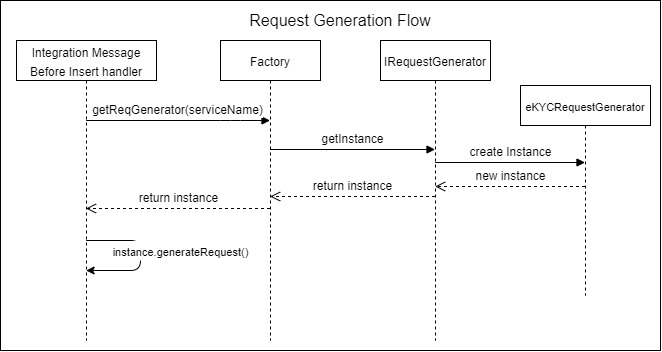 Request Generation Flow
Integration Message
Before Insert handler
Factory
IRequestGenerator
eKYCRequestGenerator
getReqGenerator(serviceName)
getInstance
create Instance
new instance
return instance
return instance
instance.generateRequest()